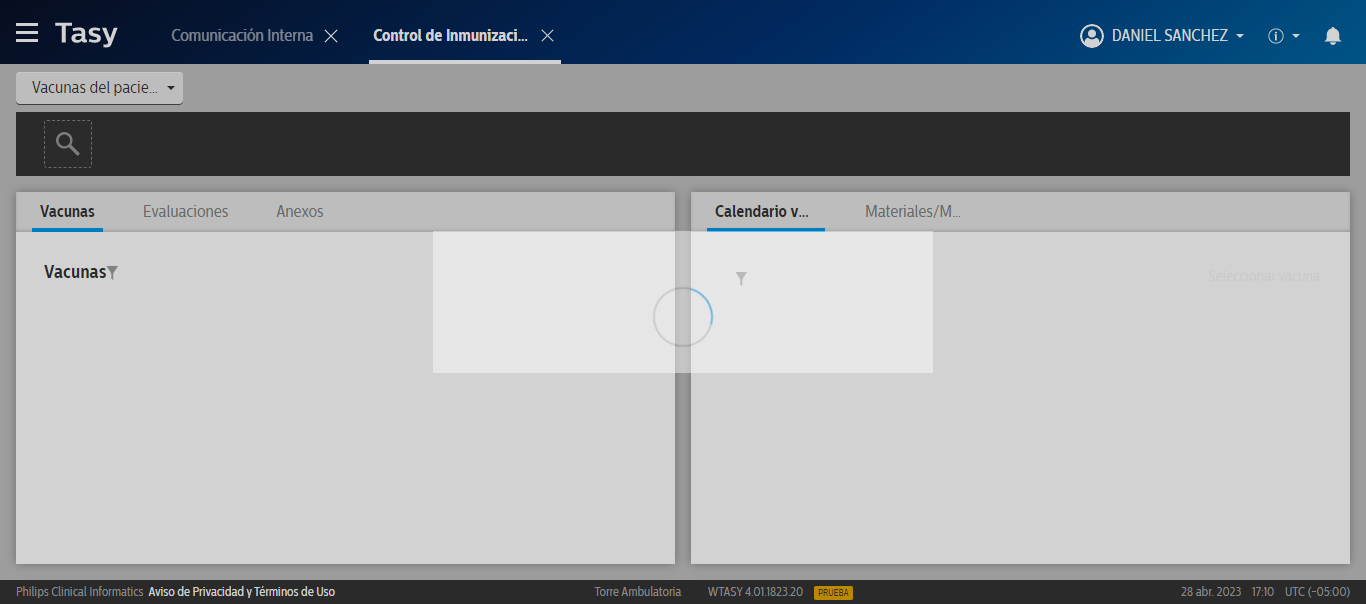 Tasy
Comunicación Interna
Control de Inmunizaci...
DANIEL SANCHEZ
Vacunas del pacie...
Vacunas
Evaluaciones
Anexos
Calendario v...
Materiales/M...
Vacunas
Seleccionar vacuna
Philips Clinical Informatics Aviso de Privacidad y Términos de Uso
Torre Ambulatoria
WTASY 4.01.1823.20
PRUEBA
28 abr. 2023
17:10
UTC (-05:00)